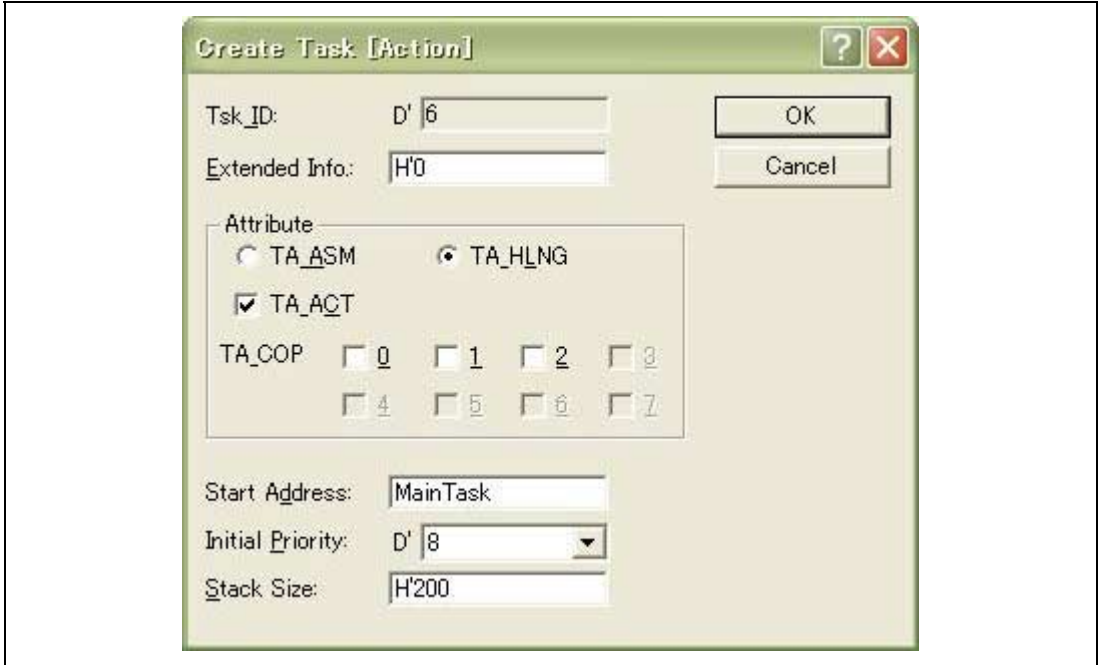 Create Task [Action]
Tsk_ID: D' 6
OK
Extended Info.: H'0
Cancel
Attribute
TA_ASM TA_HLNG
TA_ACT
TA_COP 0 1 2 3
4 5 6 7
Start Address: MainTask
Initial Priority: D' 8
Stack Size: H'200